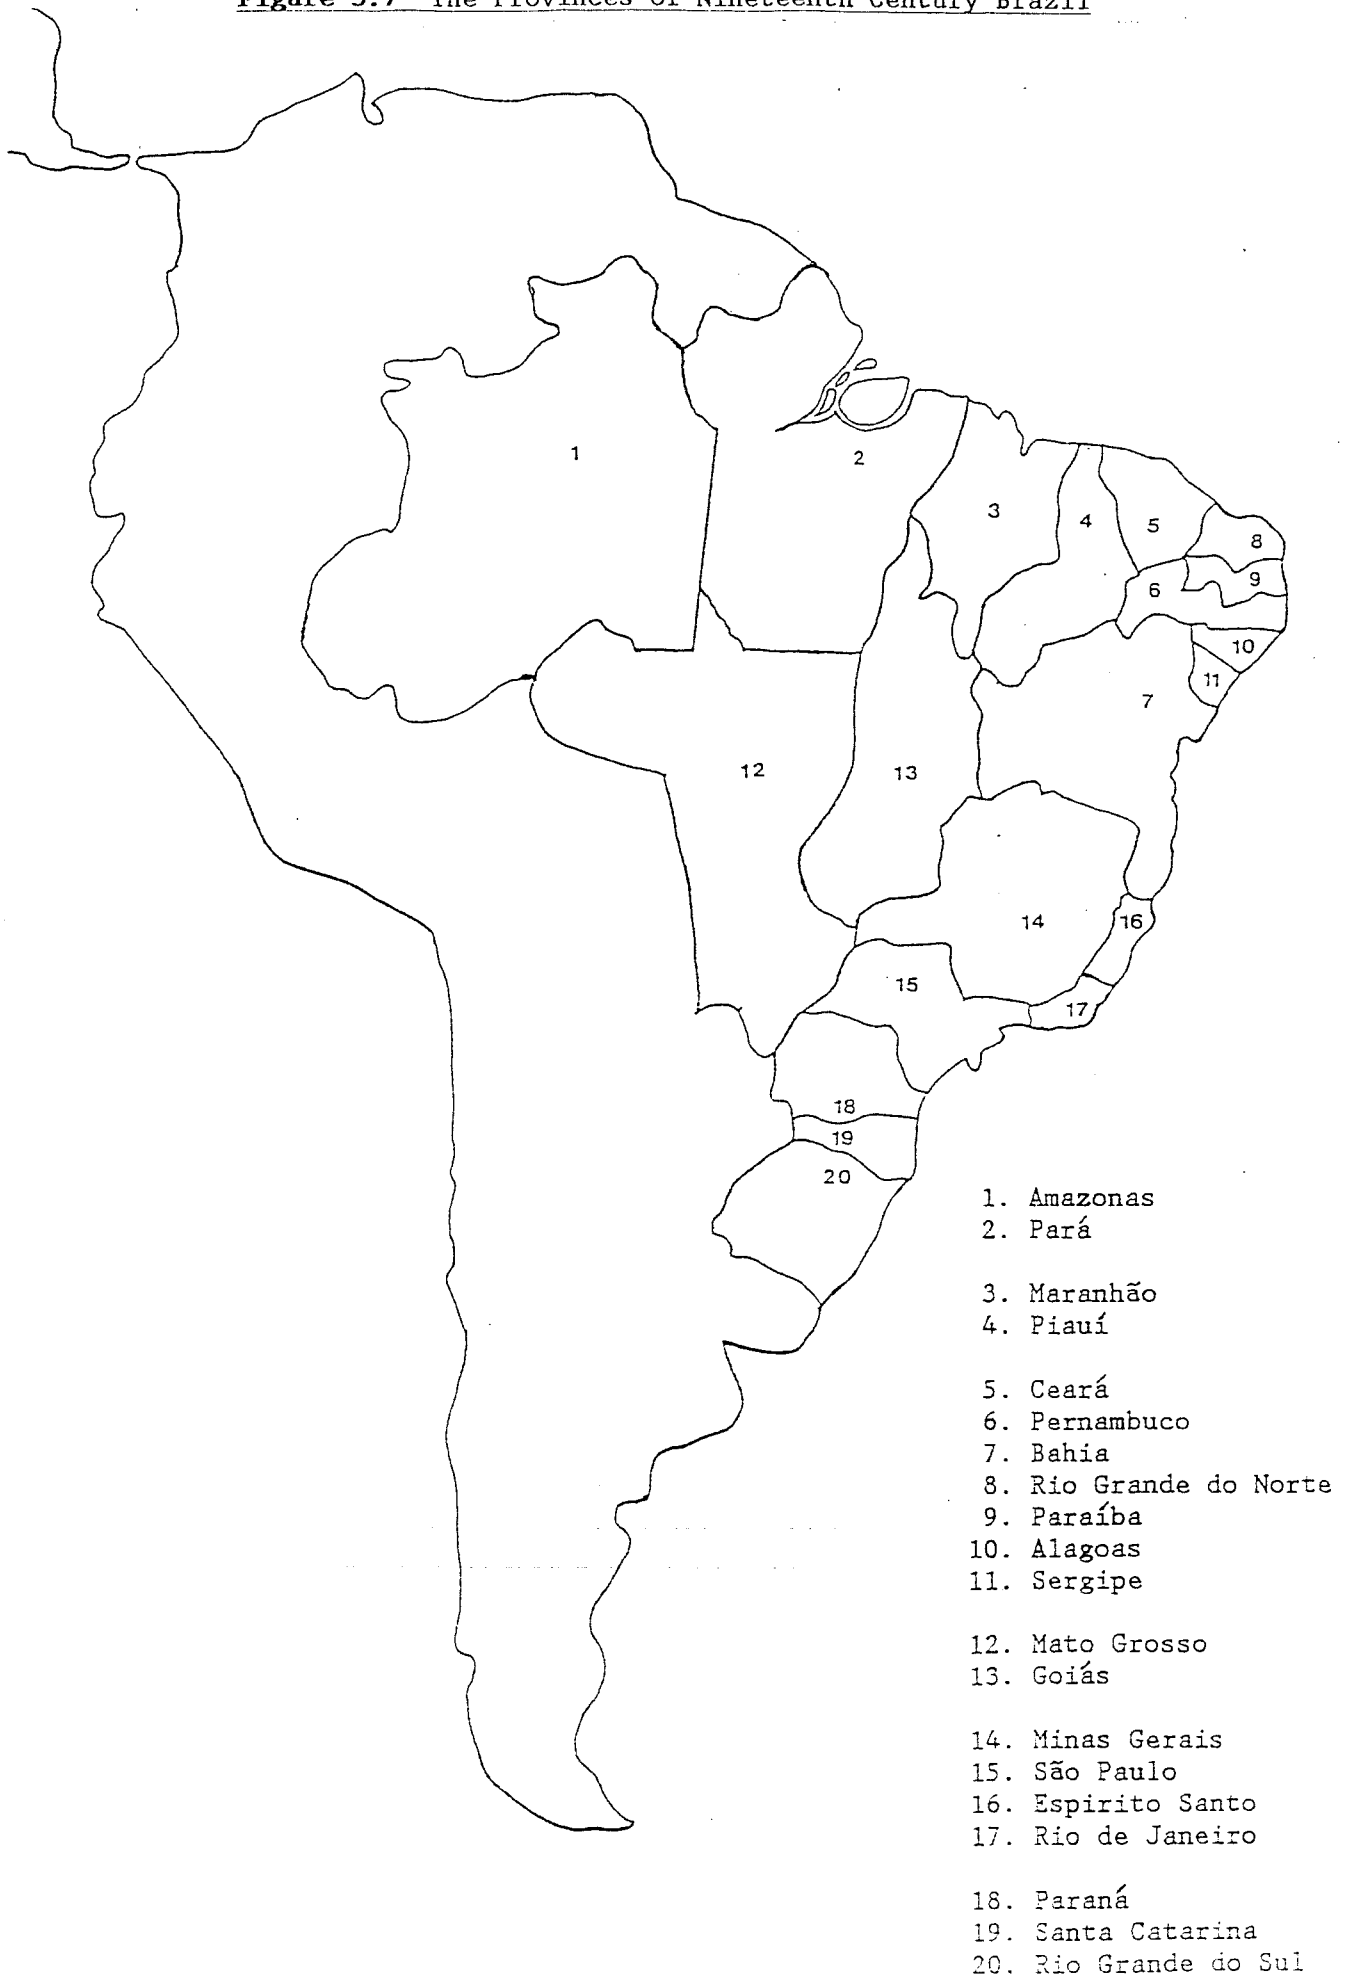 Figure 3.7 The Provinces of Nineteenth Century Brazil
1
2
3
4
5
8
9
6
10
11
7
12
13
14
16
15
17
18
19
20
1. Amazonas
2. Pará
3. Maranhão
4. Piauí
5. Ceará
6. Pernambuco
7. Bahia
8. Rio Grande do Norte
9. Paraíba
10. Alagoas
11. Sergipe
12. Mato Grosso
13. Goiás
14. Minas Gerais
15. São Paulo
16. Espirito Santo
17. Rio de Janeiro
18. Paraná
19. Santa Catarina
20. Rio Grande do Sul